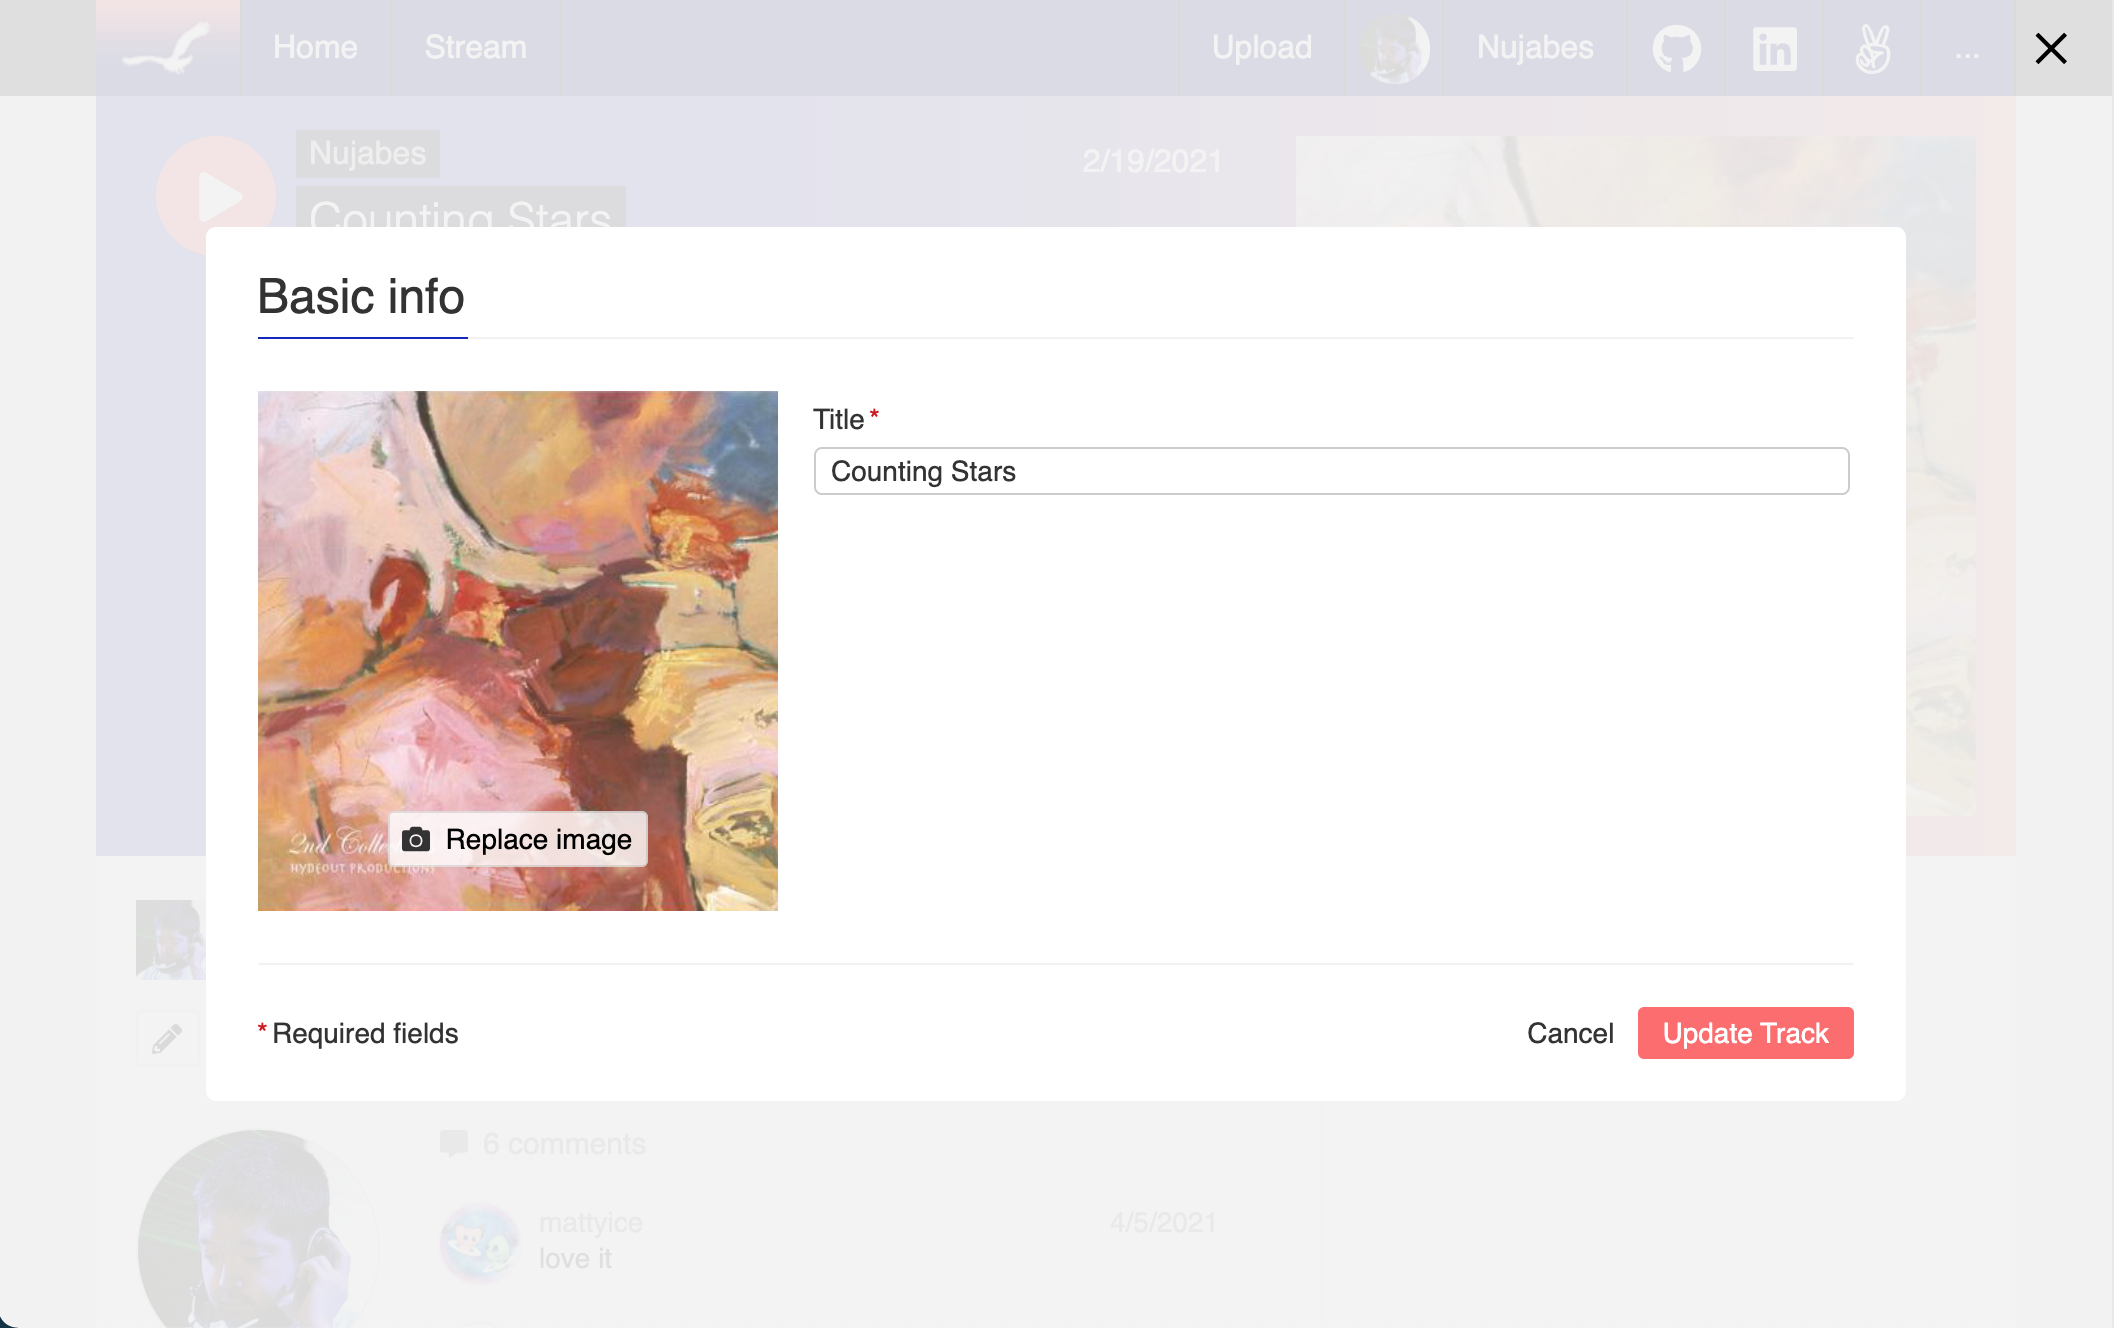 Home
Stream
Upload
Nujabes
...
Nujabes
2/19/2021
Counting Stars
Basic info
Title *
Counting Stars
2nd
HYDEOUT PRODUCTIONS
Replace image
* Required fields
Cancel
Update Track
6 comments
mattyice
4/5/2021
love it